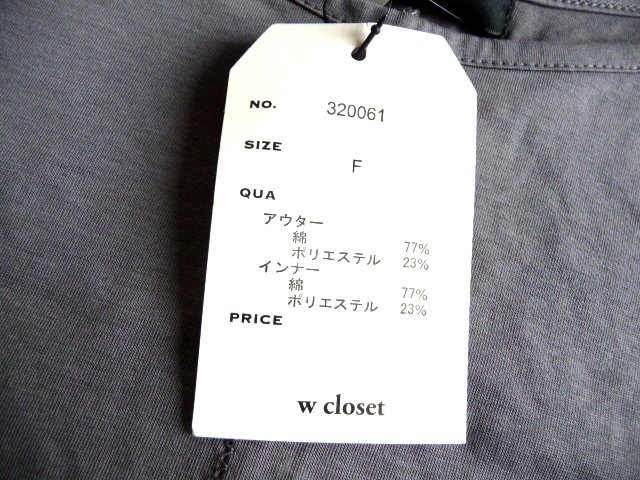 NO. 320061
SIZE F
QUA
アウター
綿 77%
ポリエステル 23%
インナー
綿 77%
ポリエステル 23%
PRICE
w closet